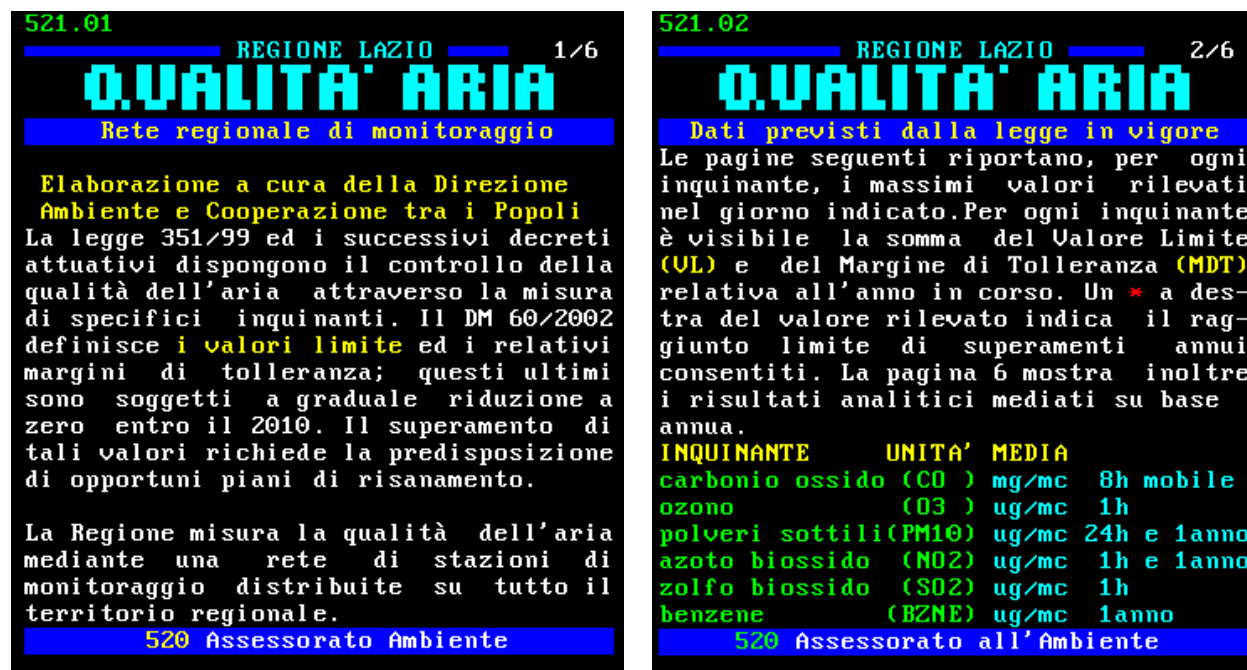 521.01
REGIONE LAZIO 1/6
Q.UALITA' ARIA
Rete regionale di monitoraggio
Elaborazione a cura della Direzione
Ambiente e Cooperazione tra i Popoli
La legge 351/99 ed i successivi decreti
attuativi dispongono il controllo della
qualità dell'aria attraverso la misura
di specifici inquinanti. Il DM 60/2002
definisce i valori limite ed i relativi
margini di tolleranza; questi ultimi
sono soggetti a graduale riduzione a
zero entro il 2010. Il superamento di
tali valori richiede la predisposizione
di opportuni piani di risanamento.
La Regione misura la qualità dell'aria
mediante una rete di stazioni di
monitoraggio distribuite su tutto il
territorio regionale.
520 Assessorato Ambiente
521.02
REGIONE LAZIO 2/6
Q.UALITA' ARIA
Dati previsti dalla legge in vigore
Le pagine seguenti riportano, per ogni
inquinante, i massimi valori rilevati
nel giorno indicato.Per ogni inquinante
è visibile la somma del Valore Limite
(VL) e del Margine di Tolleranza (MDT)
relativa all'anno in corso. Un * a des-
tra del valore rilevato indica il rag-
giunto limite di superamenti annui
consentiti. La pagina 6 mostra inoltre
i risultati analitici mediati su base
annua.
INQUINANTE UNITA' MEDIA
carbonio ossido (CO ) mg/mc 8h mobile
ozono (O3 ) ug/mc 1h
polveri sottili(PM10) ug/mc 24h e 1anno
azoto biossido (NO2) ug/mc 1h e 1anno
zolfo biossido (SO2) ug/mc 1h
benzene (BZNE) ug/mc 1anno
520 Assessorato all'Ambiente